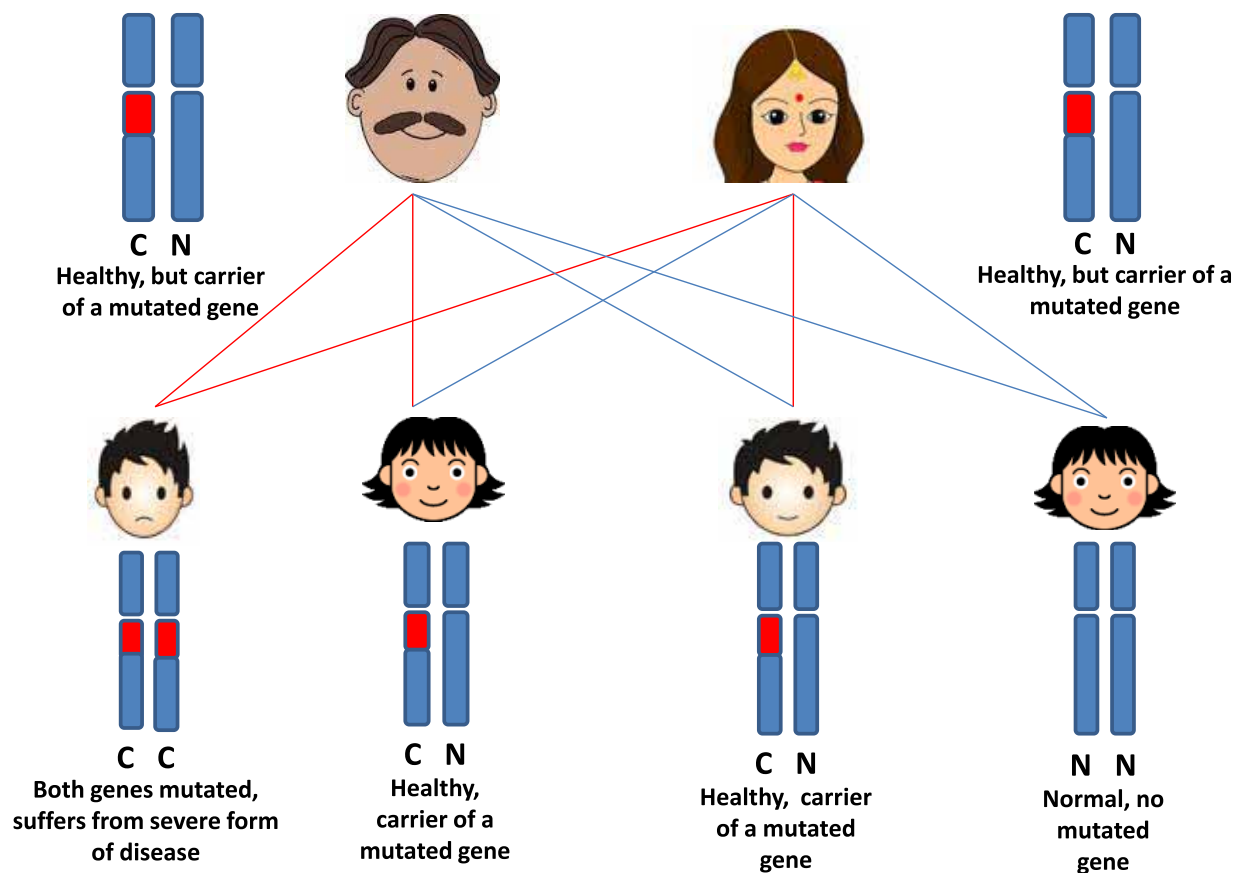 C N
Healthy, but carrier
of a mutated gene
C N
Healthy, but carrier of a
mutated gene
C C
Both genes mutated,
suffers from severe form
of disease
C N
Healthy,
carrier of a
mutated gene
C N
Healthy, carrier
of a mutated
gene
N N
Normal, no
mutated
gene